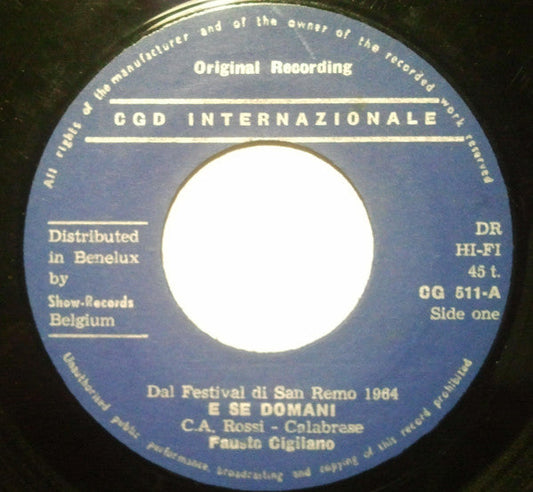 All rights of the manufacturer and of the owner of the recorded work reserved
Original Recording
CGD INTERNAZIONALE
Distributed
in Benelux
by
Show-Records
Belgium
DR
HI-FI
45 t.
CG 511-A
Side one
Dal Festival di San Remo 1964
E SE DOMANI
C.A. Rossi - Calabrese
Fausto Cigilano
Unauthorised public performance, broadcasting and copying of this record prohibited